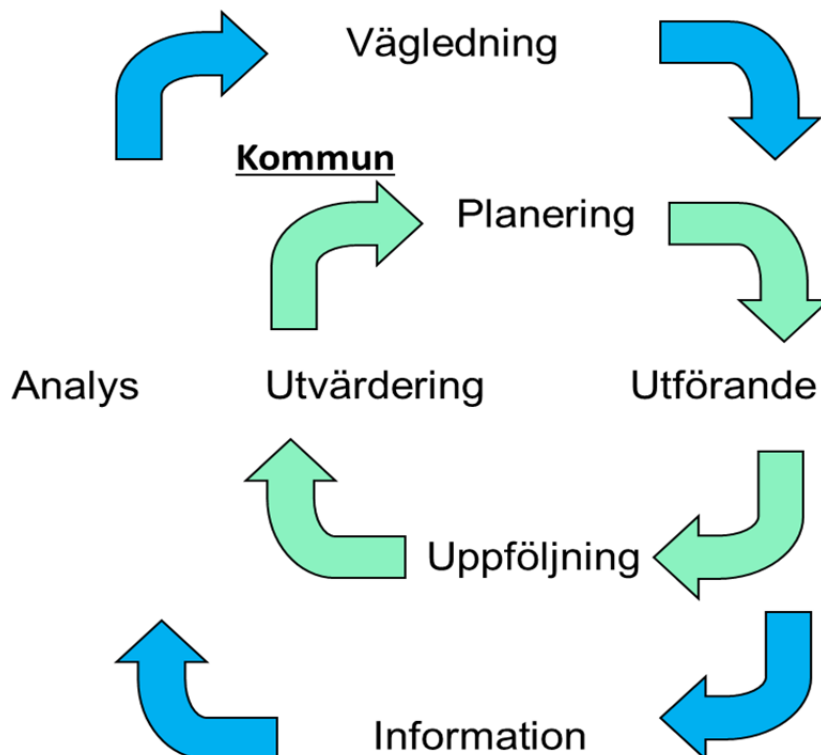 Vägledning
Kommun
Planering
Analys Utvärdering Utförande
Uppföljning
Information